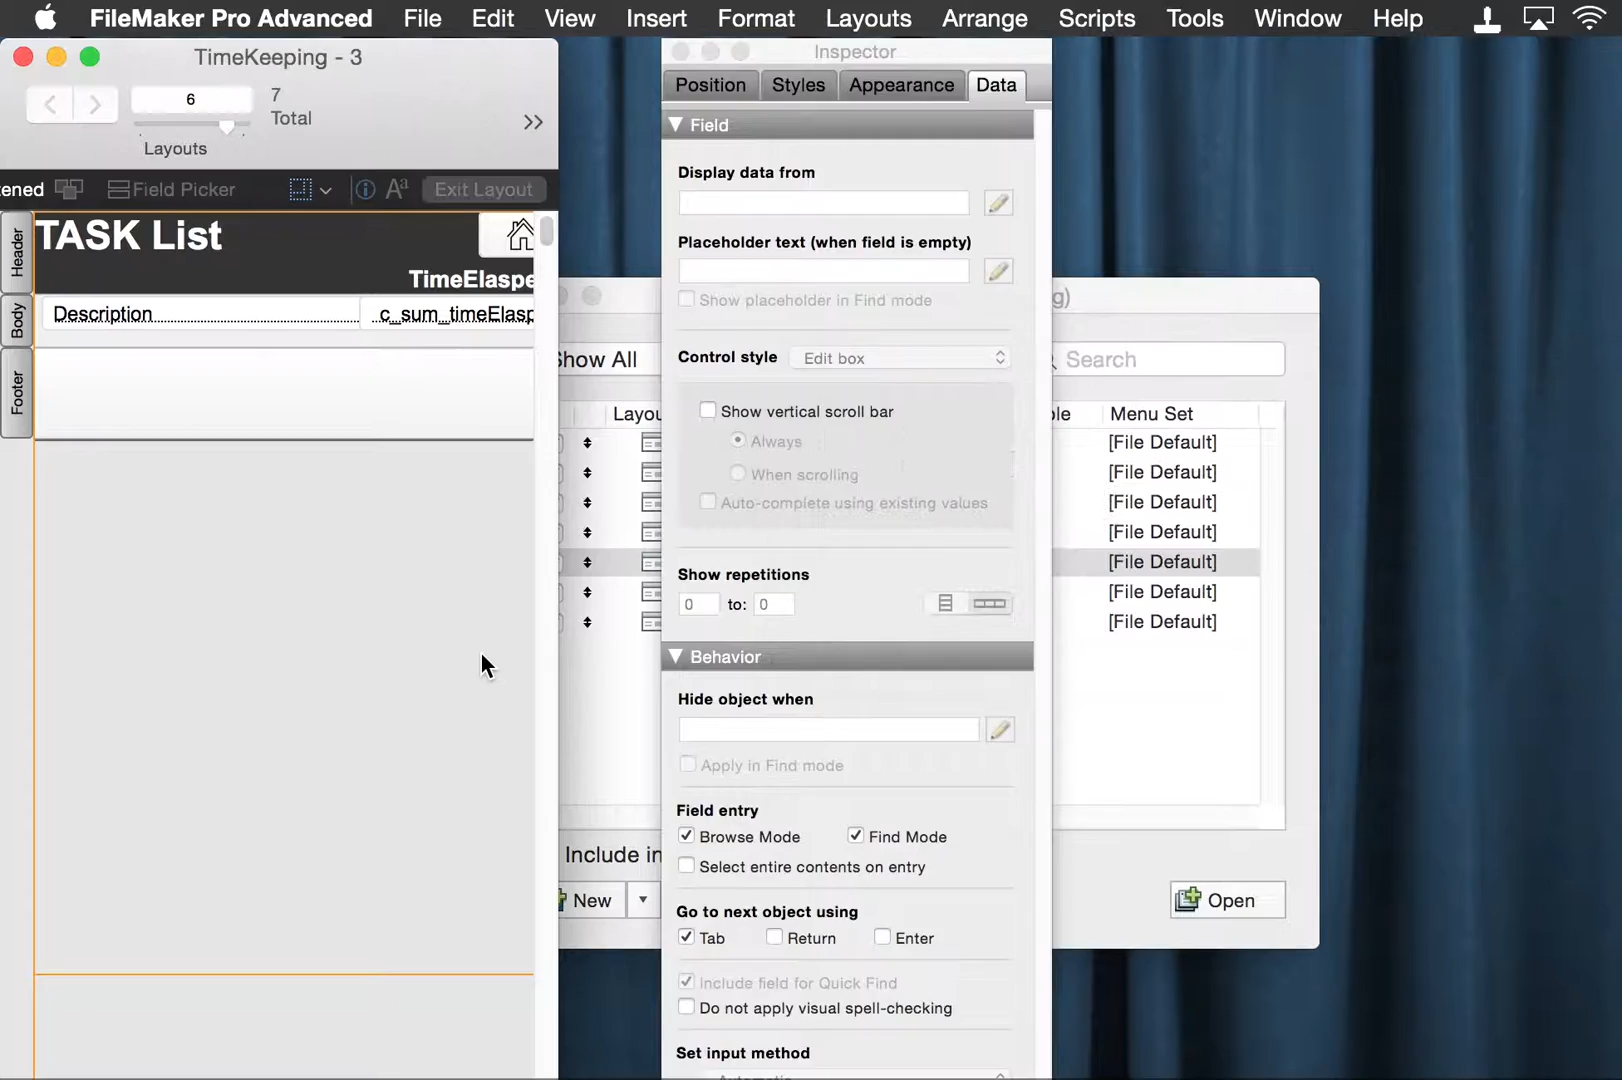 FileMaker Pro Advanced File Edit View Insert Format Layouts Arrange Scripts Tools Window Help
TimeKeeping - 3
6
7
Total
Layouts
tened
Field Picker
Aª
Exit Layout
Header
TASK List
TimeElaspe
Body
Description
c_sum_timeElasp
Footer
Inspector
Position Styles Appearance Data
Field
Display data from
Placeholder text (when field is empty)
Show placeholder in Find mode
Control style
Edit box
Show vertical scroll bar
Always
When scrolling
Auto-complete using existing values
Show repetitions
0 to: 0
Behavior
Hide object when
Apply in Find mode
Field entry
Browse Mode Find Mode
Select entire contents on entry
Go to next object using
Tab Return Enter
Include field for Quick Find
Do not apply visual spell-checking
Set input method
g)
Show All
Search
Layou
ole
Menu Set
[File Default]
[File Default]
[File Default]
[File Default]
[File Default]
[File Default]
[File Default]
Include in
New
Open